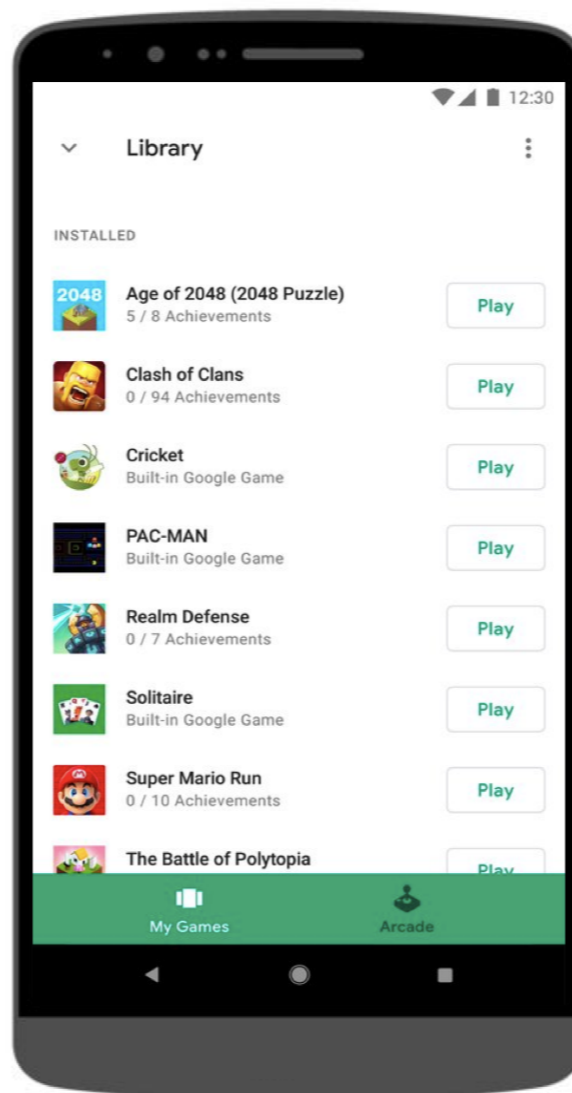 12:30
Library
INSTALLED
2048
Age of 2048 (2048 Puzzle)
5 / 8 Achievements
Play
Clash of Clans
0 / 94 Achievements
Play
Cricket
Built-in Google Game
Play
PAC-MAN
Built-in Google Game
Play
Realm Defense
0 / 7 Achievements
Play
Solitaire
Built-in Google Game
Play
Super Mario Run
0 / 10 Achievements
Play
The Battle of Polytopia
Play
My Games
Arcade